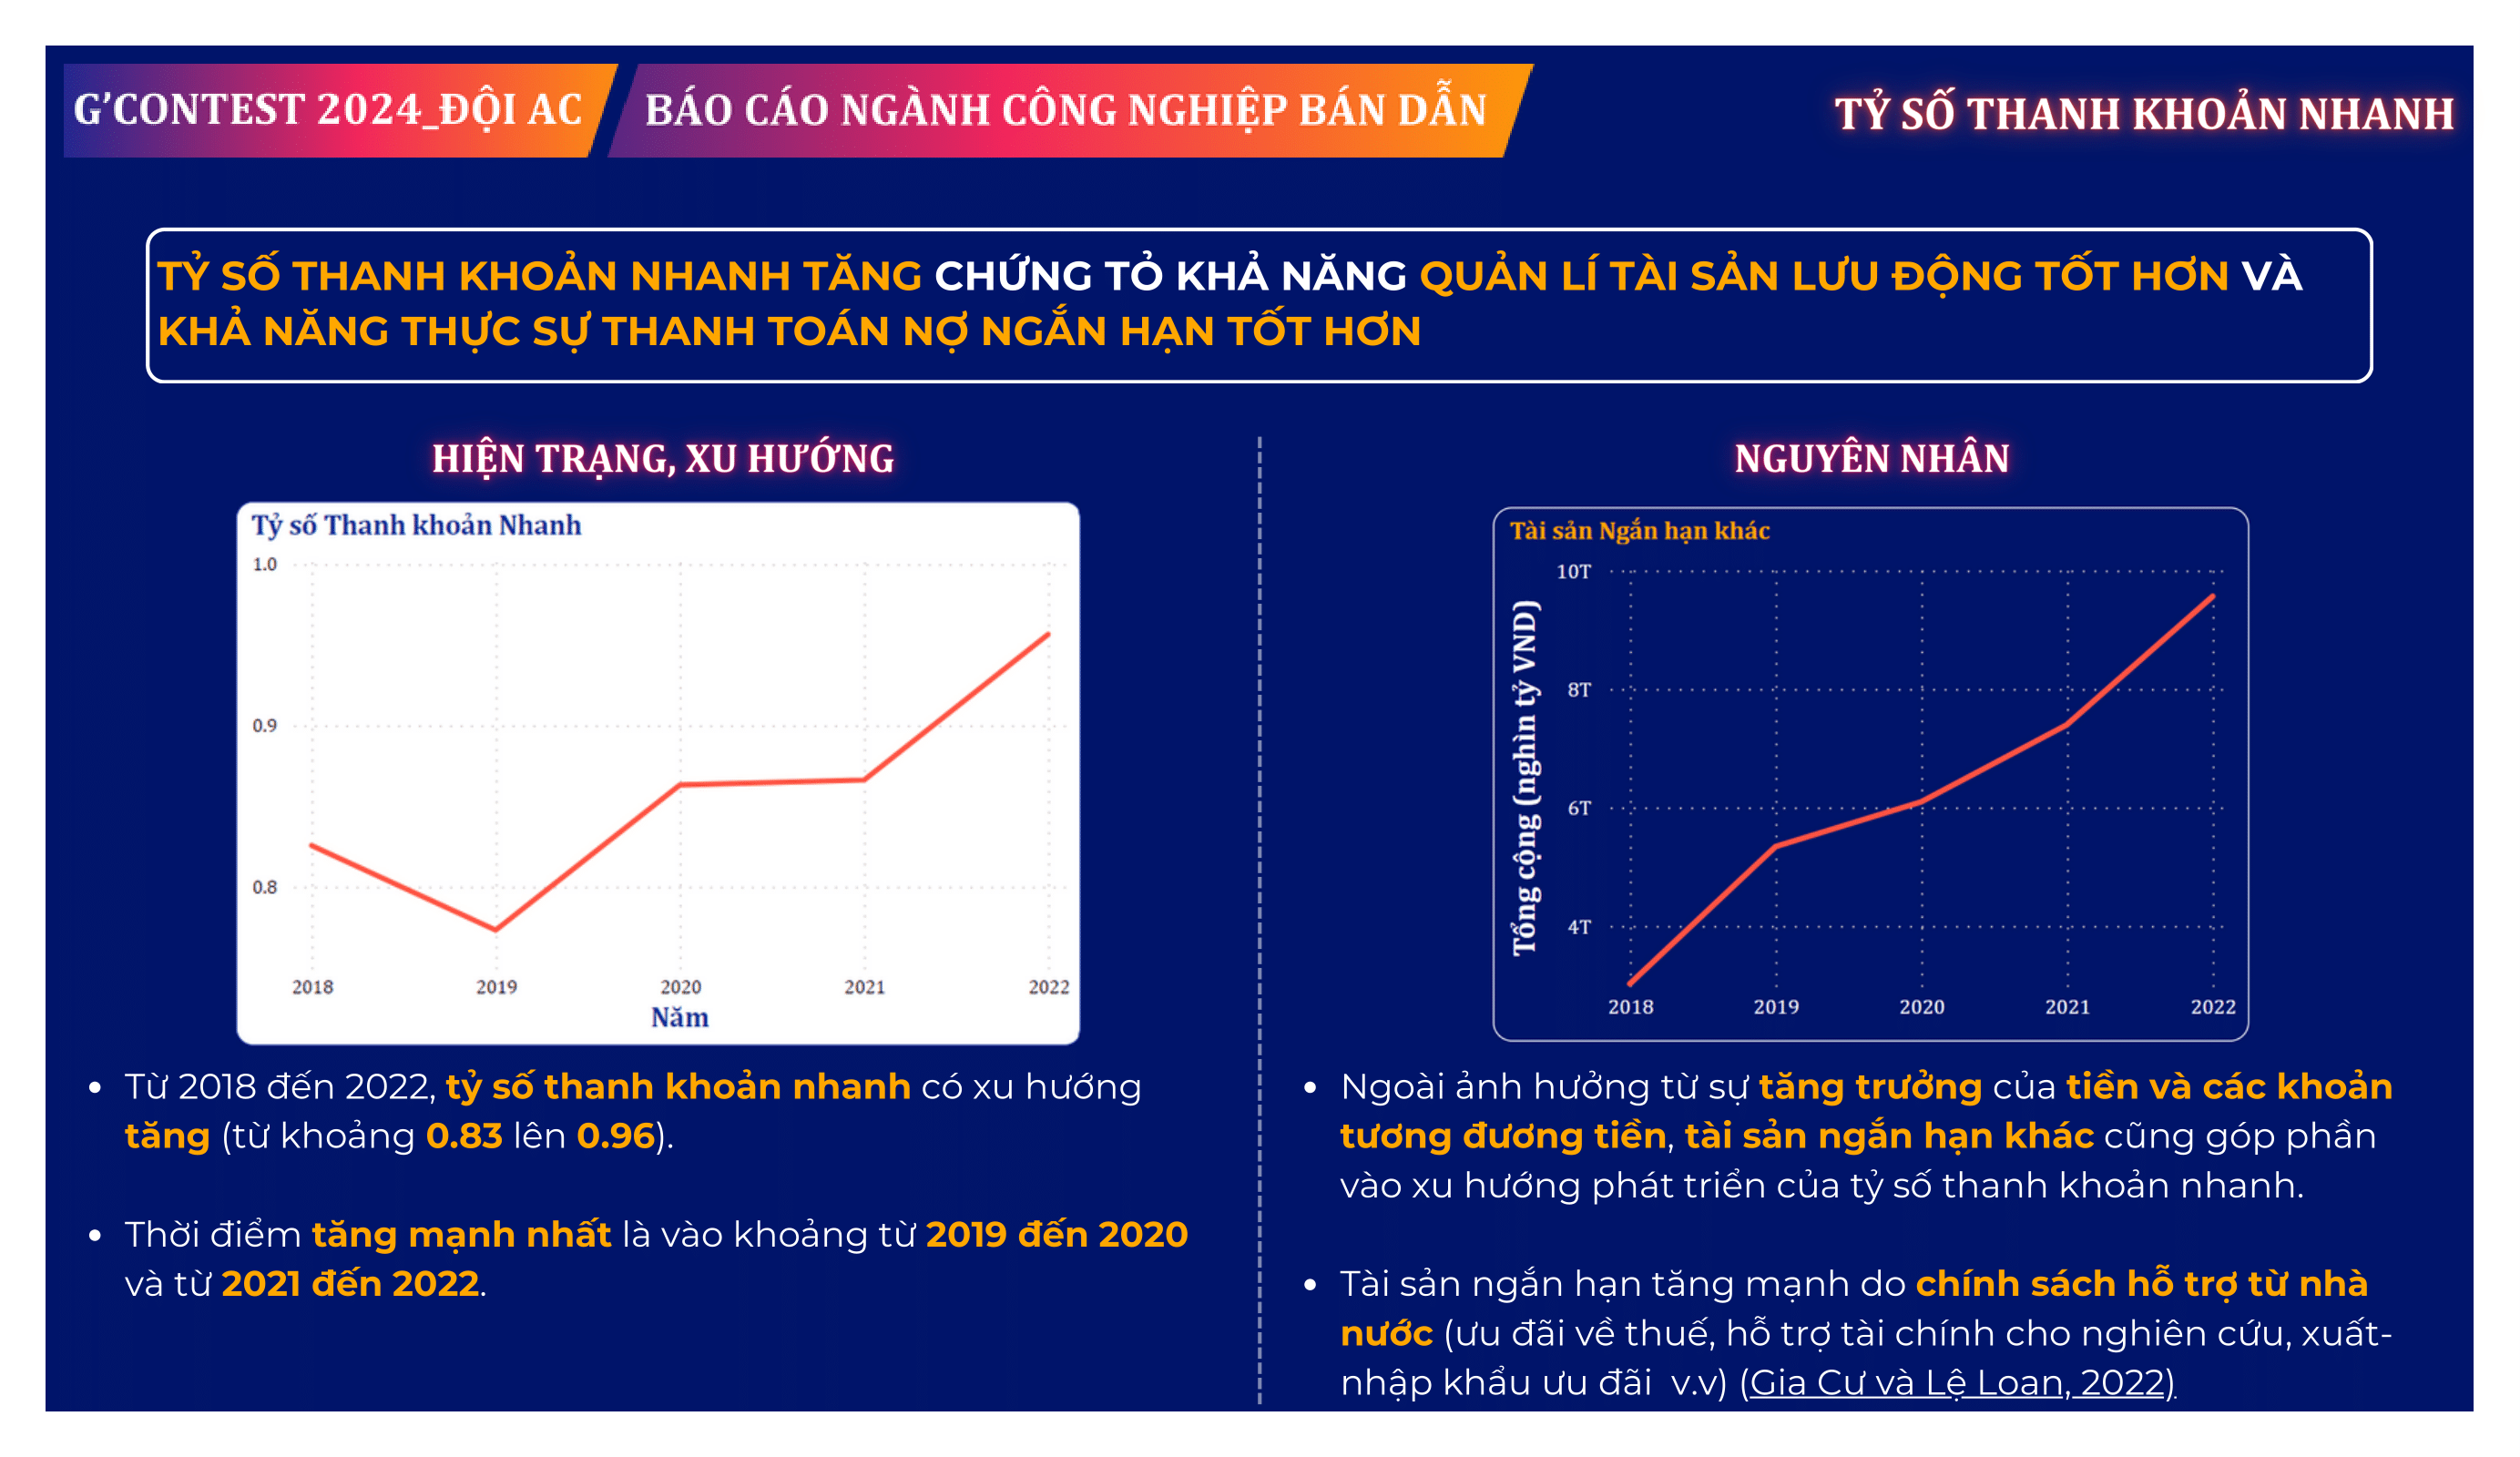 G'CONTEST 2024_ĐỘI AC
BÁO CÁO NGÀNH CÔNG NGHIỆP BÁN DẪN
TỶ SỐ THANH KHOẢN NHANH
TỶ SỐ THANH KHOẢN NHANH TĂNG CHỨNG TỎ KHẢ NĂNG QUẢN LÍ TÀI SẢN LƯU ĐỘNG TỐT HƠN VÀ
KHẢ NĂNG THỰC SỰ THANH TOÁN NỢ NGẮN HẠN TỐT HƠN
HIỆN TRẠNG, XU HƯỚNG
Tỷ số Thanh khoản Nhanh
1.0
0.9
0.8
2018 2019 2020 2021 2022
Năm
• Từ 2018 đến 2022, tỷ số thanh khoản nhanh có xu hướng
tăng (từ khoảng 0.83 lên 0.96).
• Thời điểm tăng mạnh nhất là vào khoảng từ 2019 đến 2020
và từ 2021 đến 2022.
NGUYÊN NHÂN
Tài sản Ngắn hạn khác
Tổng cộng (nghìn tỷ VND)
10T
8T
6T
4T
2018 2019 2020 2021 2022
• Ngoài ảnh hưởng từ sự tăng trưởng của tiền và các khoản
tương đương tiền, tài sản ngắn hạn khác cũng góp phần
vào xu hướng phát triển của tỷ số thanh khoản nhanh.
• Tài sản ngắn hạn tăng mạnh do chính sách hỗ trợ từ nhà
nước (ưu đãi về thuế, hỗ trợ tài chính cho nghiên cứu, xuất-
nhập khẩu ưu đãi v.v) (Gia Cư và Lệ Loan, 2022).